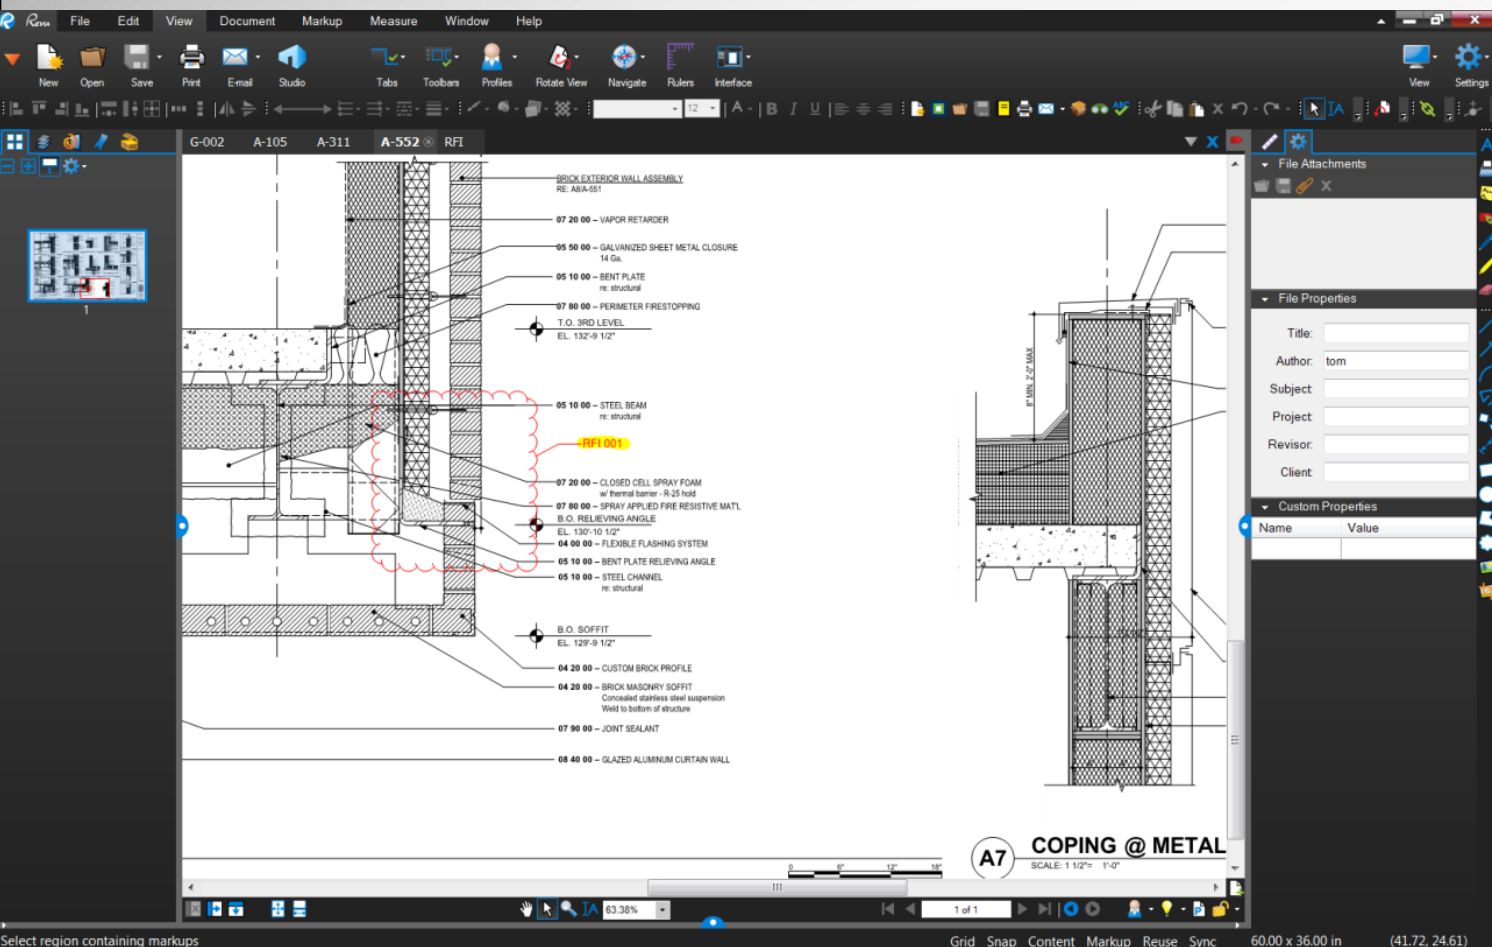 Revu File Edit View Document Markup Measure Window Help
New Open Save Print E-mail Studio Tabs Toolbars Profiles Rotate View Navigate Rulers Interface View Settings
12 A B I U
G-002 A-105 A-311 A-552 RFI
1
BRICK EXTERIOR WALL ASSEMBLY
RE: A8/A-551
07 20 00 – VAPOR RETARDER
05 50 00 – GALVANIZED SHEET METAL CLOSURE
14 Ga.
05 10 00 – BENT PLATE
re: structural
07 80 00 – PERIMETER FIRESTOPPING
T.O. 3RD LEVEL
EL. 132'-9 1/2"
05 10 00 – STEEL BEAM
re: structural
RFI 001
07 20 00 – CLOSED CELL SPRAY FOAM
w/ thermal barrier - R-25 hold
07 80 00 – SPRAY APPLIED FIRE RESISTIVE MAT'L
B.O. RELIEVING ANGLE
EL. 130'-10 1/2"
04 00 00 – FLEXIBLE FLASHING SYSTEM
05 10 00 – BENT PLATE RELIEVING ANGLE
05 10 00 – STEEL CHANNEL
re: structural
B.O. SOFFIT
EL. 129'-9 1/2"
04 20 00 – CUSTOM BRICK PROFILE
04 20 00 – BRICK MASONRY SOFFIT
Concealed stainless steel suspension
Weld to bottom of structure
07 90 00 – JOINT SEALANT
08 40 00 – GLAZED ALUMINUM CURTAIN WALL
8" MIN. 2'-0" MAX
0 6" 12" 18"
A7 COPING @ METAL
SCALE: 1 1/2"= 1'-0"
File Attachments
File Properties
Title:
Author: tom
Subject:
Project:
Revisor:
Client:
Custom Properties
Name Value
63.38%
1 of 1
Select region containing markups
Grid Snap Content Markup Reuse Sync 60.00 x 36.00 in (41.72, 24.61)